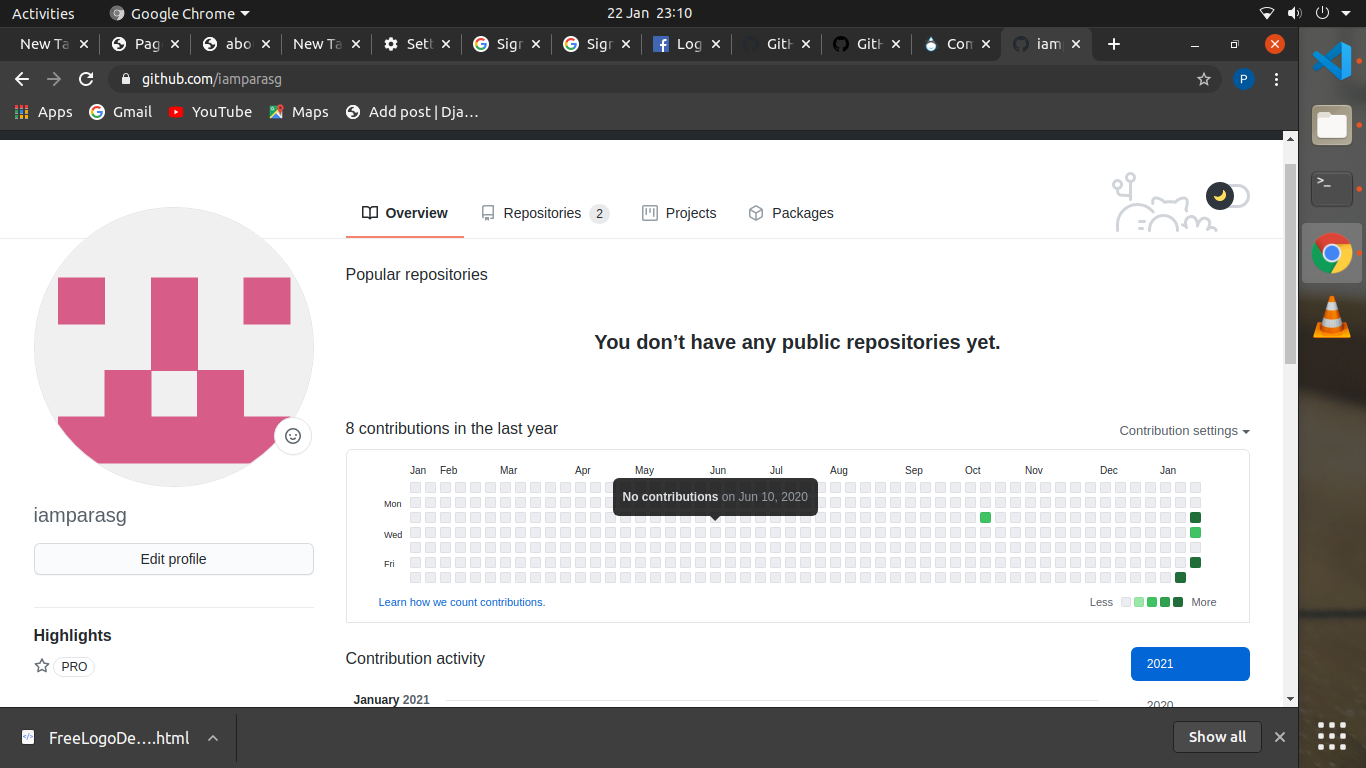 Activities Google Chrome 22 Jan 23:10
New Ta Pag abo New Ta Sett Sign Sign Log GitH GitH Con iam
github.com/iamparasg P
Apps Gmail YouTube Maps Add post | Dja…
Overview Repositories 2 Projects Packages
Popular repositories
You don’t have any public repositories yet.
8 contributions in the last year
Contribution settings
Jan Feb Mar Apr May Jun Jul Aug Sep Oct Nov Dec Jan
No contributions on Jun 10, 2020
Mon
Wed
Fri
Learn how we count contributions.
Less More
iamparasg
Edit profile
Highlights
PRO
Contribution activity
2021
January 2021
2020
FreeLogoDe....html
Show all